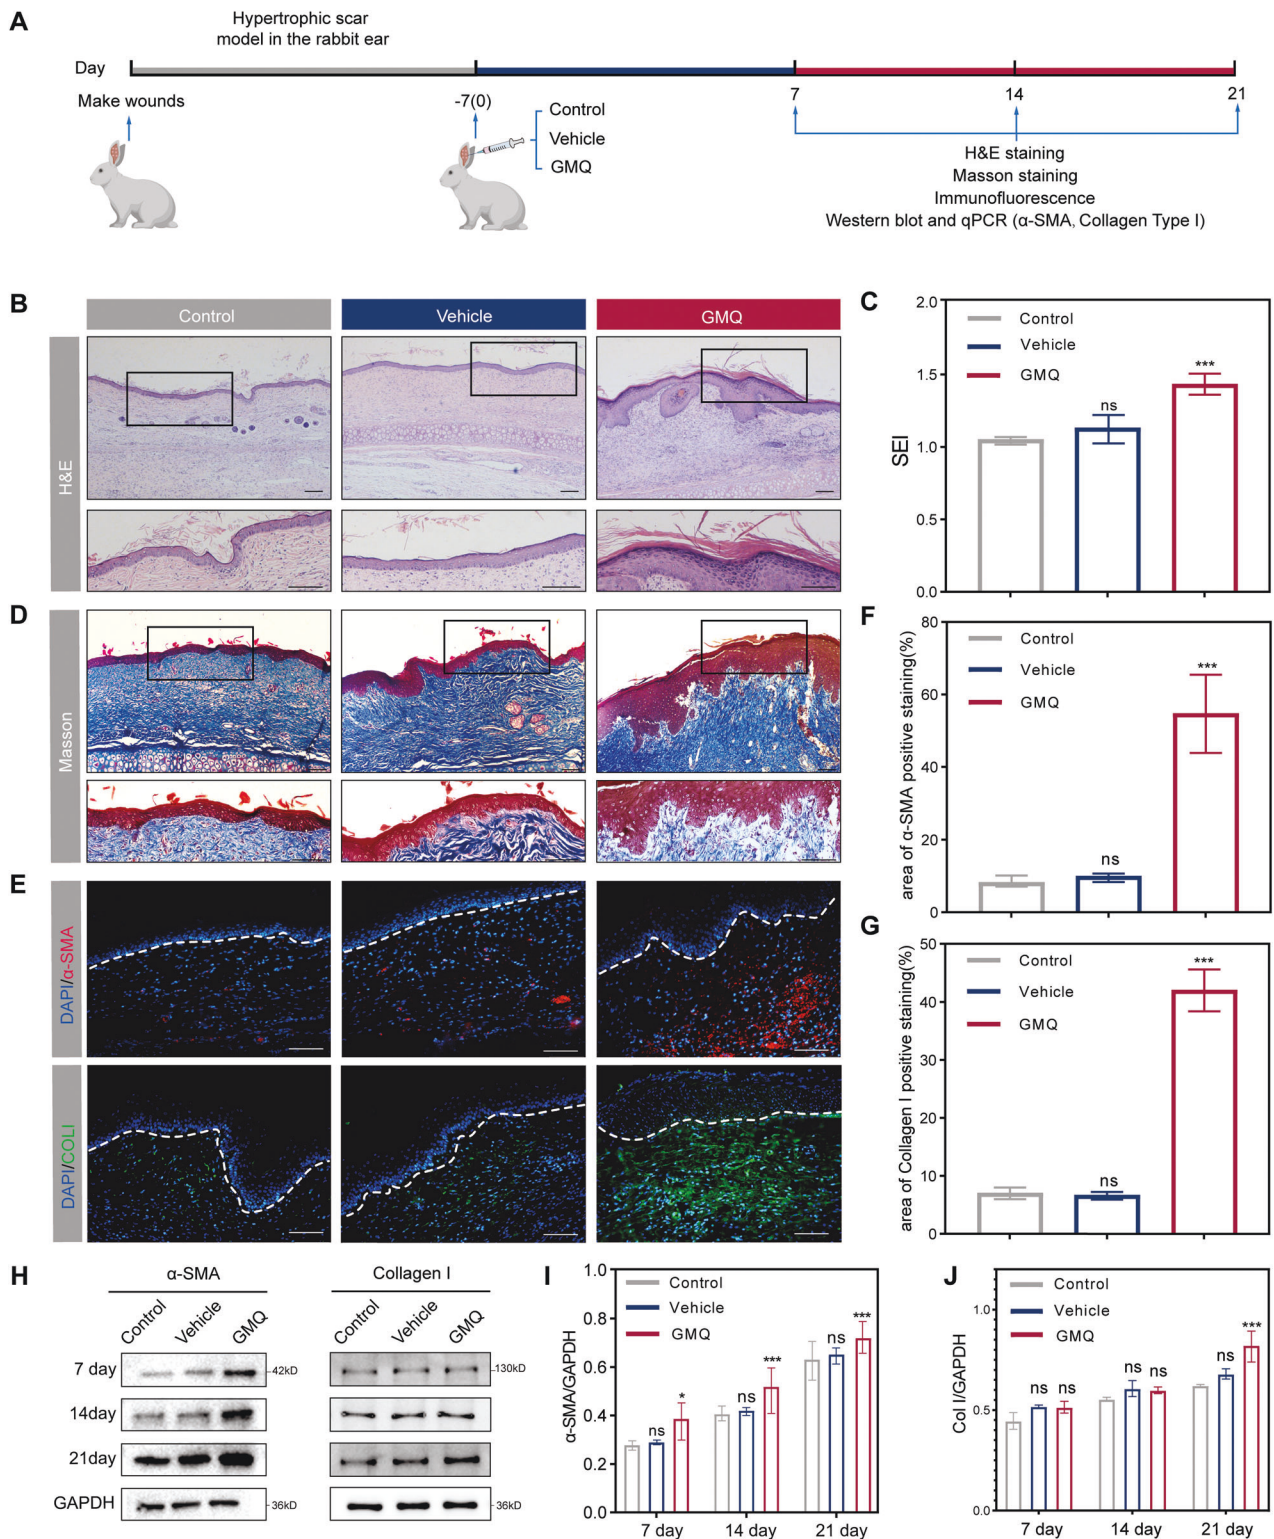 A
Hypertrophic scar
model in the rabbit ear
Day
Make wounds
-7(0)
7
14
21
Control
Vehicle
GMQ
H&E staining
Masson staining
Immunofluorescence
Western blot and qPCR (α-SMA, Collagen Type I)
B
Control
Vehicle
GMQ
H&E
C
2.0
1.5
1.0
0.5
0.0
SEI
Control
Vehicle
GMQ
ns
***
D
Masson
E
DAPI/α-SMA
DAPI/COLI
F
80
60
40
20
0
area of α-SMA positive staining(%)
Control
Vehicle
GMQ
ns
***
G
50
40
30
20
10
0
area of Collagen I positive staining(%)
Control
Vehicle
GMQ
ns
***
H
α-SMA
Collagen I
Control
Vehicle
GMQ
Control
Vehicle
GMQ
7 day
42kD
130kD
14day
21day
GAPDH
36kD
36kD
I
1.0
0.8
0.6
0.4
0.2
0.0
α-SMA/GAPDH
Control
Vehicle
GMQ
ns
*
ns
***
ns
***
7 day
14 day
21 day
J
1.0
0.5
0.0
Col I/GAPDH
Control
Vehicle
GMQ
ns
ns
ns
ns
ns
***
7 day
14 day
21 day